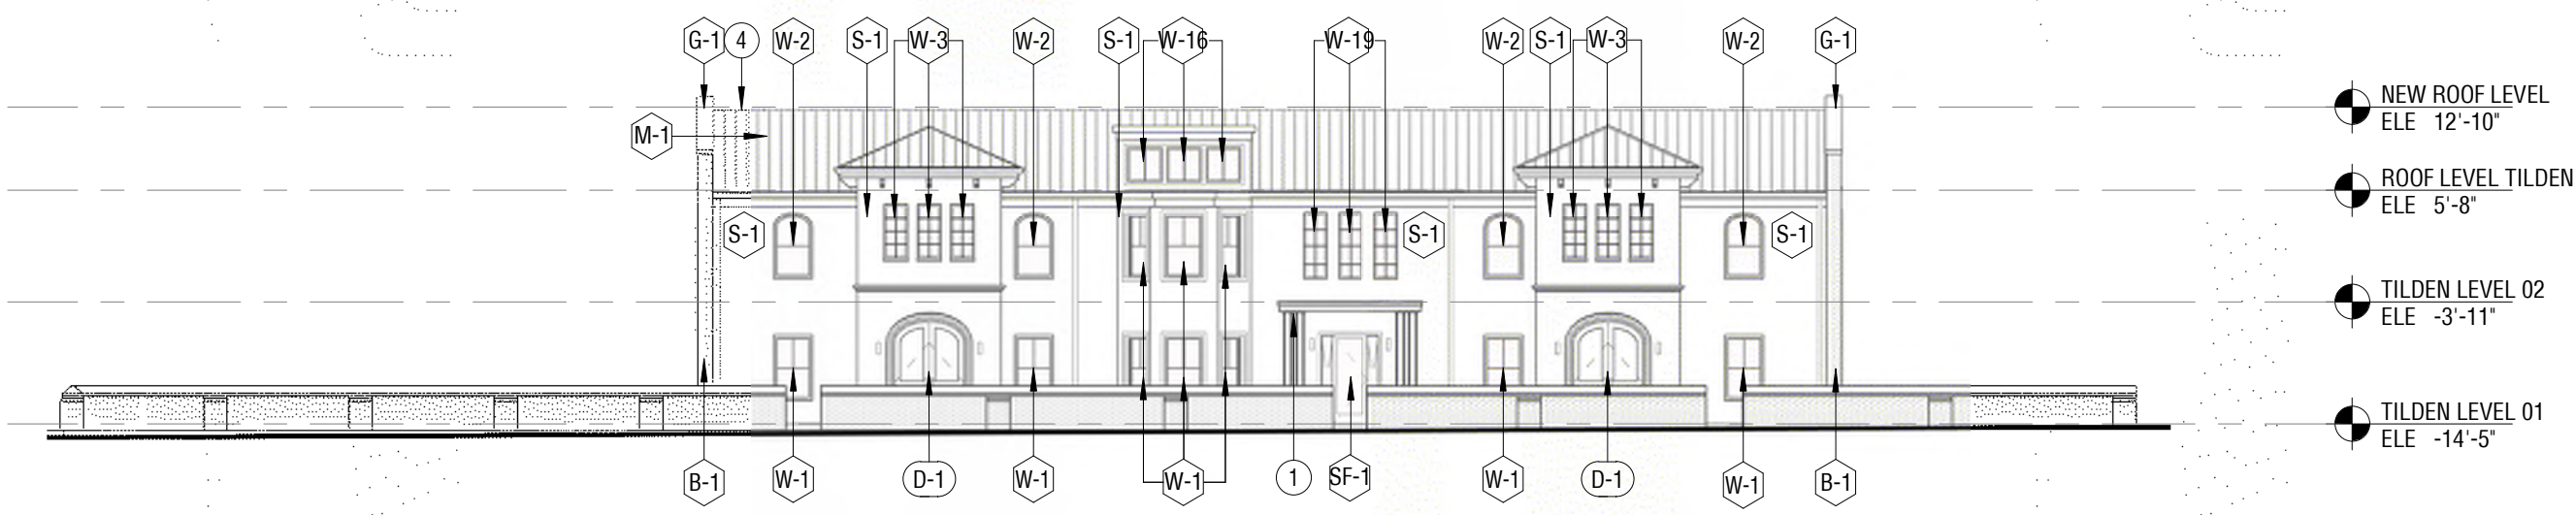 G-1 4 W-2 S-1 W-3 W-2 S-1 W-16 W-19 W-2 S-1 W-3 W-2 G-1
NEW ROOF LEVEL
ELE 12'-10"
M-1
ROOF LEVEL TILDEN
ELE 5'-8"
S-1 S-1 S-1
TILDEN LEVEL 02
ELE -3'-11"
TILDEN LEVEL 01
ELE -14'-5"
B-1 W-1 D-1 W-1 W-1 1 SF-1 W-1 D-1 W-1 B-1